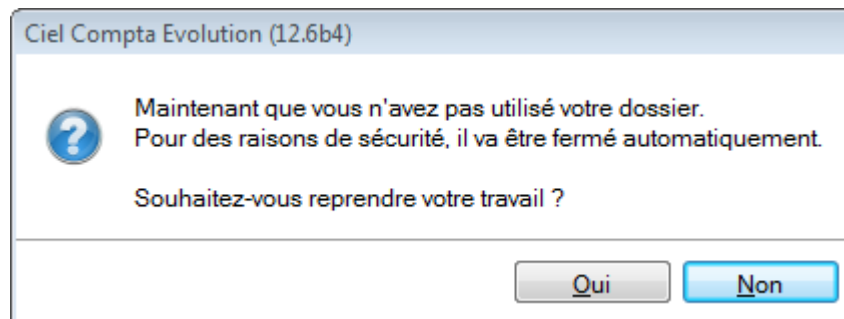 Ciel Compta Evolution (12.6b4)
Maintenant que vous n'avez pas utilisé votre dossier.
Pour des raisons de sécurité, il va être fermé automatiquement.
Souhaitez-vous reprendre votre travail ?
Oui
Non